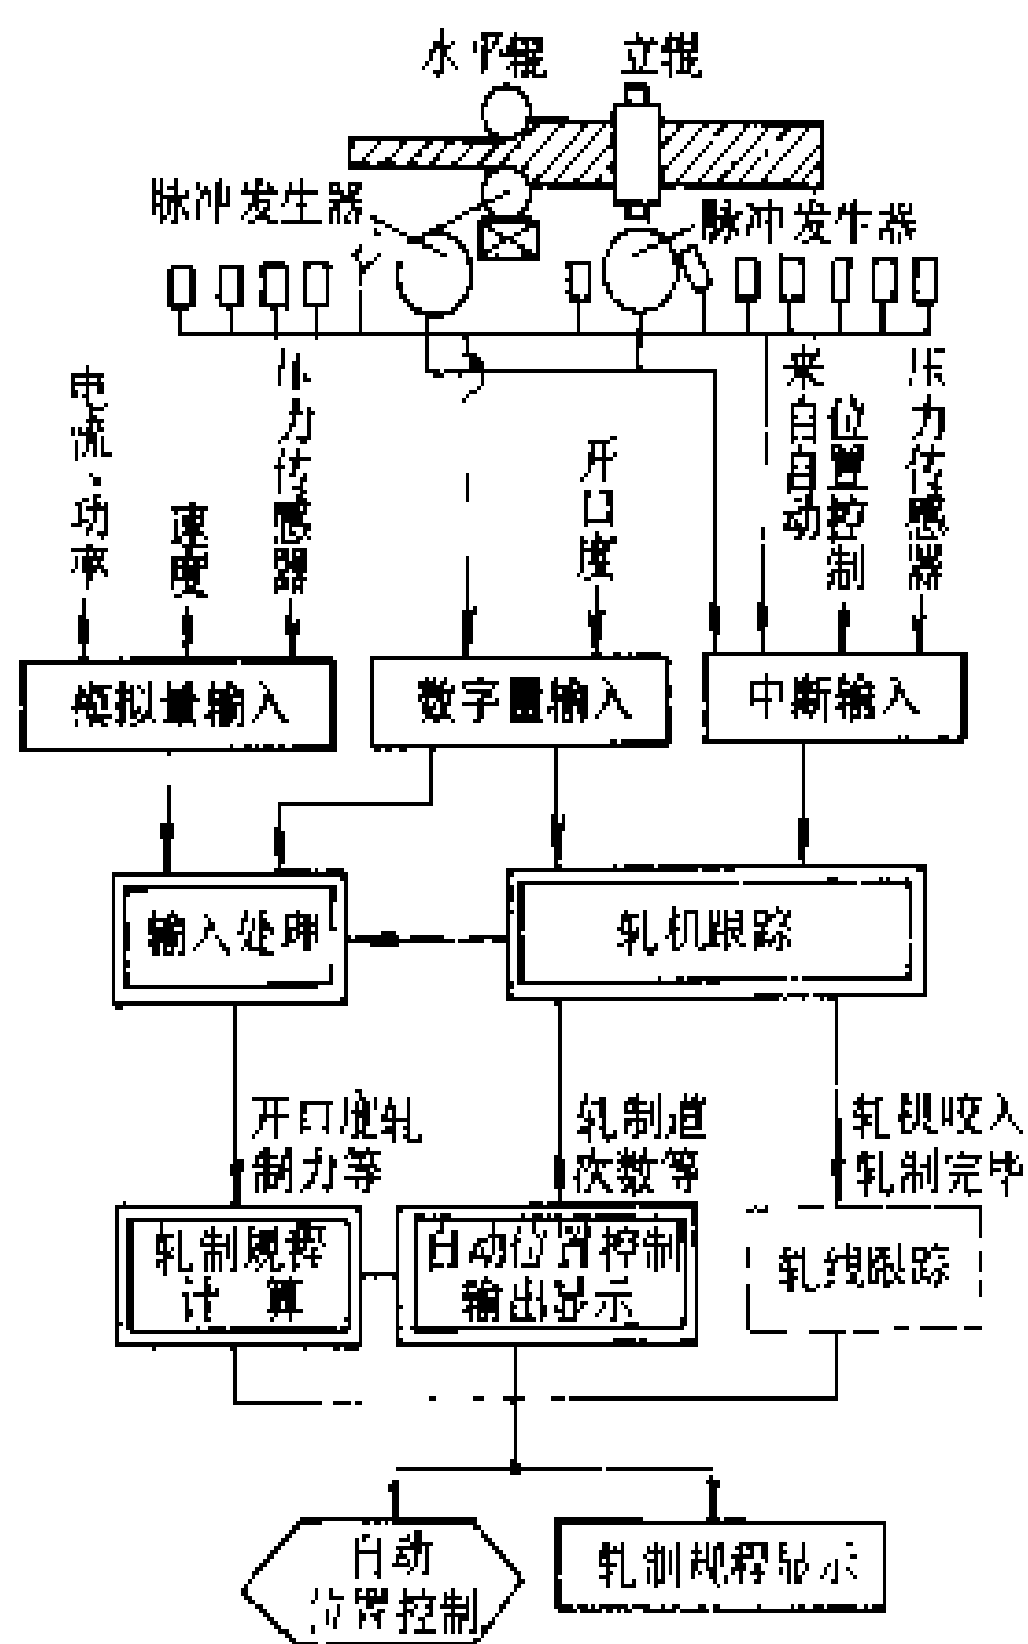 水平辊 立辊
脉冲发生器
脉冲发生器
电流·功率
速度
压力传感器
开口度
来自自动
位置控制
压力传感器
模拟量输入
数字量输入
中断输入
输入处理
轧机跟踪
开口度轧
制力等
轧制道
次数等
轧机咬入
轧制完毕
轧制规程
计 算
自动位置控制
输出显示
轧线跟踪
自动
位置控制
轧制规程显示